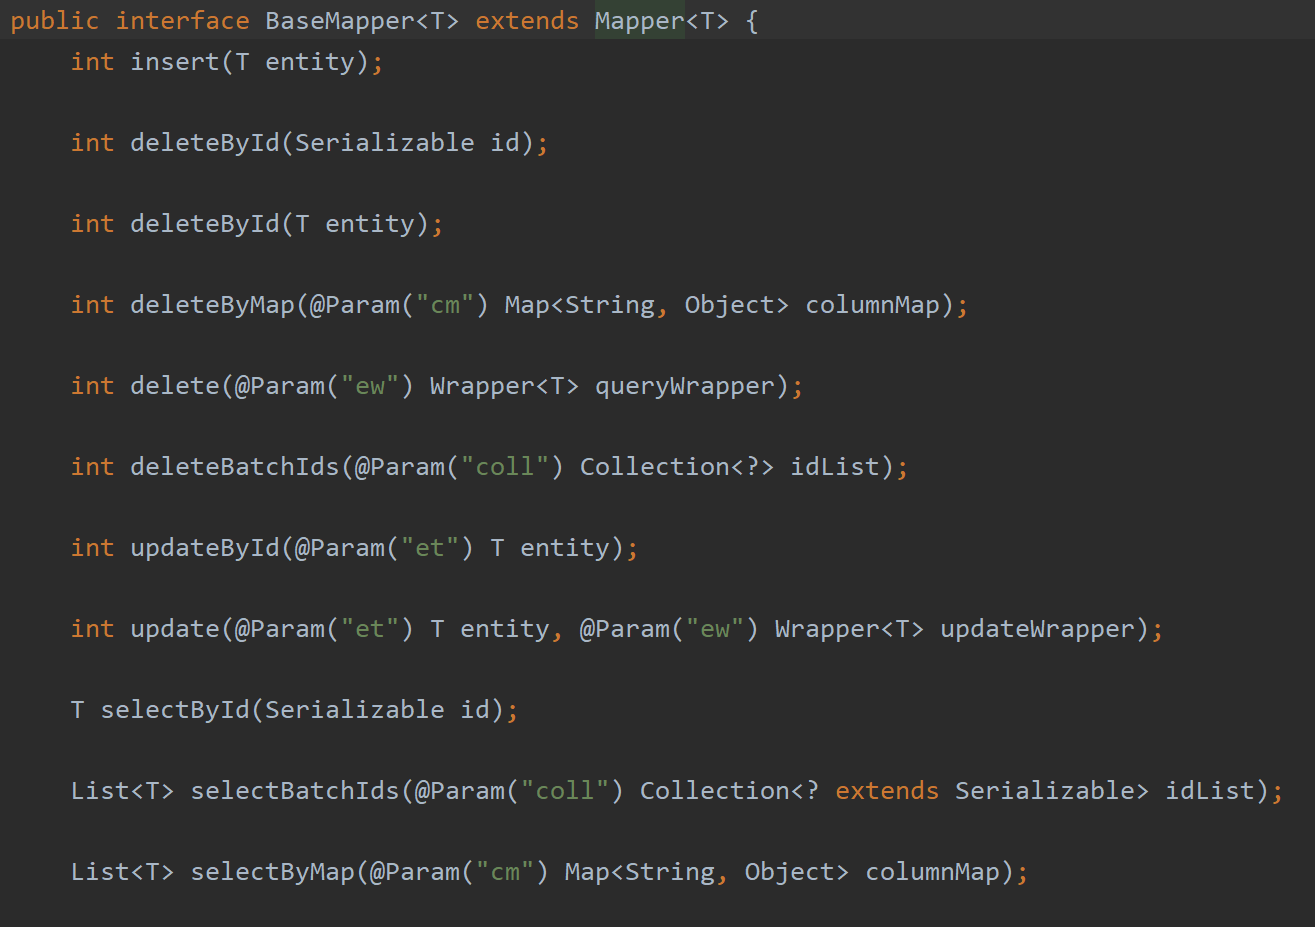 public interface BaseMapper<T> extends Mapper<T> {
    int insert(T entity);
    int deleteById(Serializable id);
    int deleteById(T entity);
    int deleteByMap(@Param("cm") Map<String, Object> columnMap);
    int delete(@Param("ew") Wrapper<T> queryWrapper);
    int deleteBatchIds(@Param("coll") Collection<?> idList);
    int updateById(@Param("et") T entity);
    int update(@Param("et") T entity, @Param("ew") Wrapper<T> updateWrapper);
    T selectById(Serializable id);
    List<T> selectBatchIds(@Param("coll") Collection<? extends Serializable> idList);
    List<T> selectByMap(@Param("cm") Map<String, Object> columnMap);